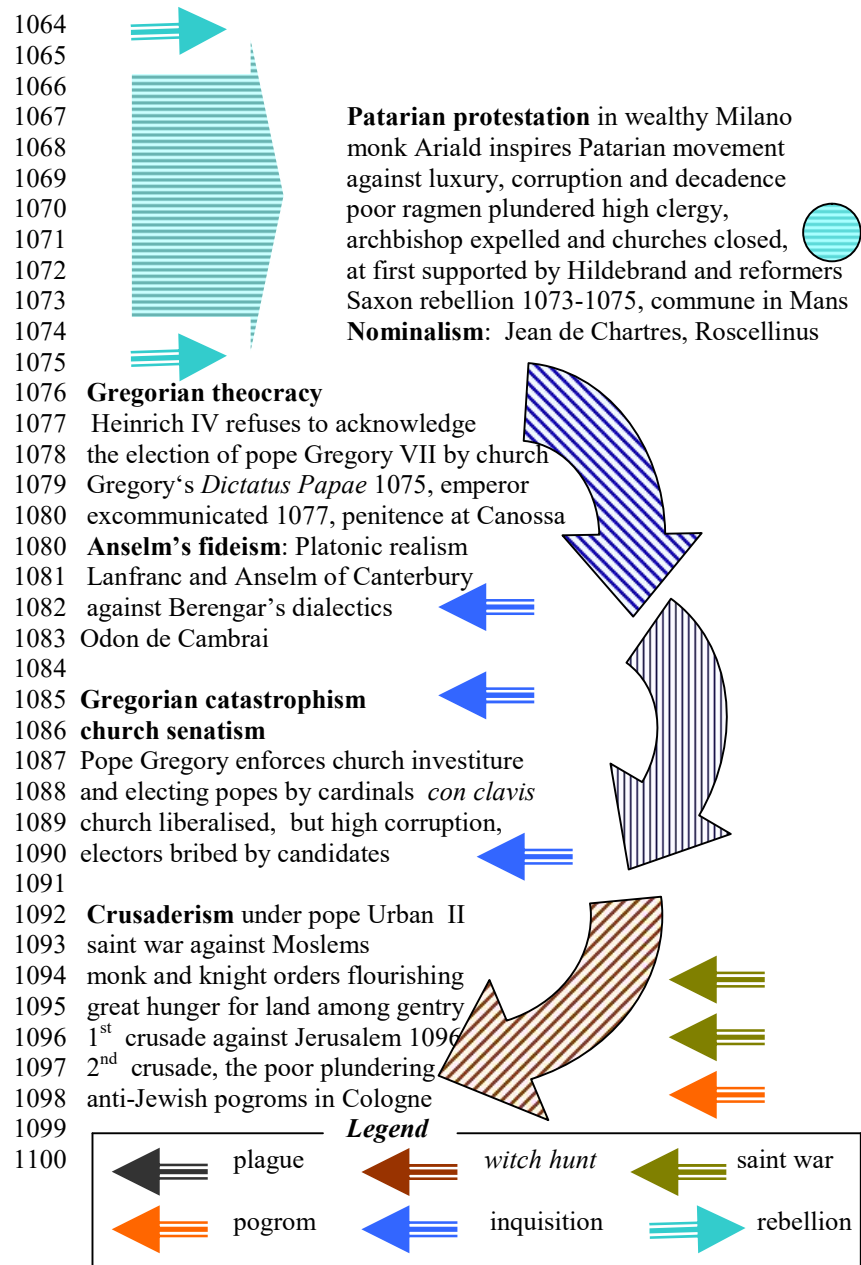 1064
1065
1066
1067 Patarian protestation in wealthy Milano
1068 monk Ariald inspires Patarian movement
1069 against luxury, corruption and decadence
1070 poor ragmen plundered high clergy,
1071 archbishop expelled and churches closed,
1072 at first supported by Hildebrand and reformers
1073 Saxon rebellion 1073-1075, commune in Mans
1074 Nominalism: Jean de Chartres, Roscellinus
1075
1076 Gregorian theocracy
1077 Heinrich IV refuses to acknowledge
1078 the election of pope Gregory VII by church
1079 Gregory‘s Dictatus Papae 1075, emperor
1080 excommunicated 1077, penitence at Canossa
1080 Anselm’s fideism: Platonic realism
1081 Lanfranc and Anselm of Canterbury
1082 against Berengar’s dialectics
1083 Odon de Cambrai
1084
1085 Gregorian catastrophism
1086 church senatism
1087 Pope Gregory enforces church investiture
1088 and electing popes by cardinals con clavis
1089 church liberalised, but high corruption,
1090 electors bribed by candidates
1091
1092 Crusaderism under pope Urban II
1093 saint war against Moslems
1094 monk and knight orders flourishing
1095 great hunger for land among gentry
1096 1st crusade against Jerusalem 1096
1097 2nd crusade, the poor plundering
1098 anti-Jewish pogroms in Cologne
1099 Legend
1100 plague witch hunt saint war
pogrom inquisition rebellion